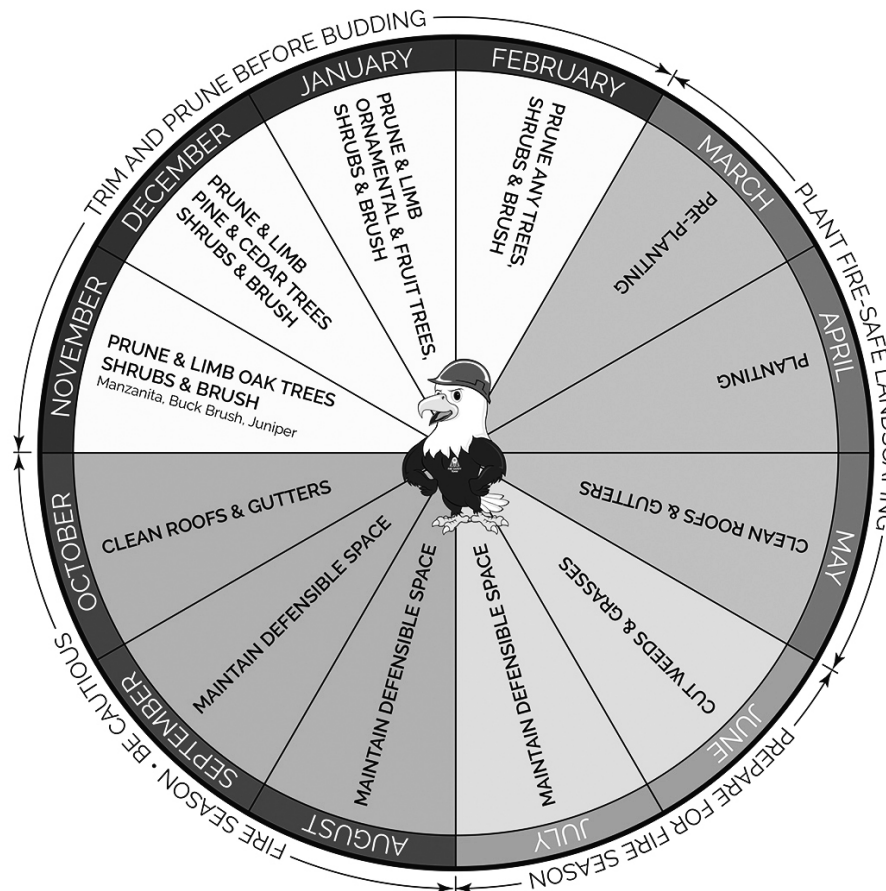 TRIM AND PRUNE BEFORE BUDDING
NOVEMBER
PRUNE & LIMB OAK TREES
SHRUBS & BRUSH
Manzanita, Buck Brush, Juniper
DECEMBER
PRUNE & LIMB
PINE & CEDAR TREES
SHRUBS & BRUSH
JANUARY
PRUNE & LIMB
ORNAMENTAL & FRUIT TREES,
SHRUBS & BRUSH
FEBRUARY
PRUNE ANY TREES,
SHRUBS & BRUSH
PLANT FIRE-SAFE LANDSCAPING
MARCH
PRE-PLANTING
APRIL
PLANTING
MAY
CLEAN ROOFS & GUTTERS
PREPARE FOR FIRE SEASON
JUNE
CUT WEEDS & GRASSES
JULY
MAINTAIN DEFENSIBLE SPACE
FIRE SEASON • BE CAUTIOUS
AUGUST
MAINTAIN DEFENSIBLE SPACE
SEPTEMBER
MAINTAIN DEFENSIBLE SPACE
OCTOBER
CLEAN ROOFS & GUTTERS